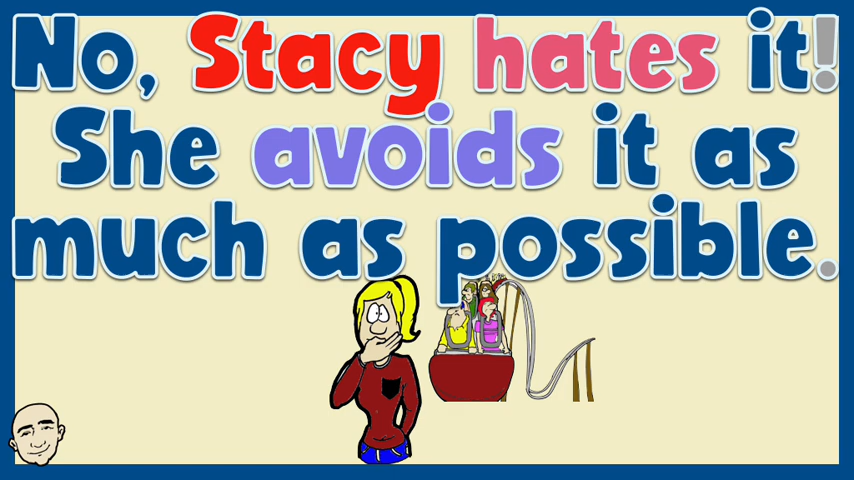 No, Stacy hates it!
She avoids it as
much as possible.